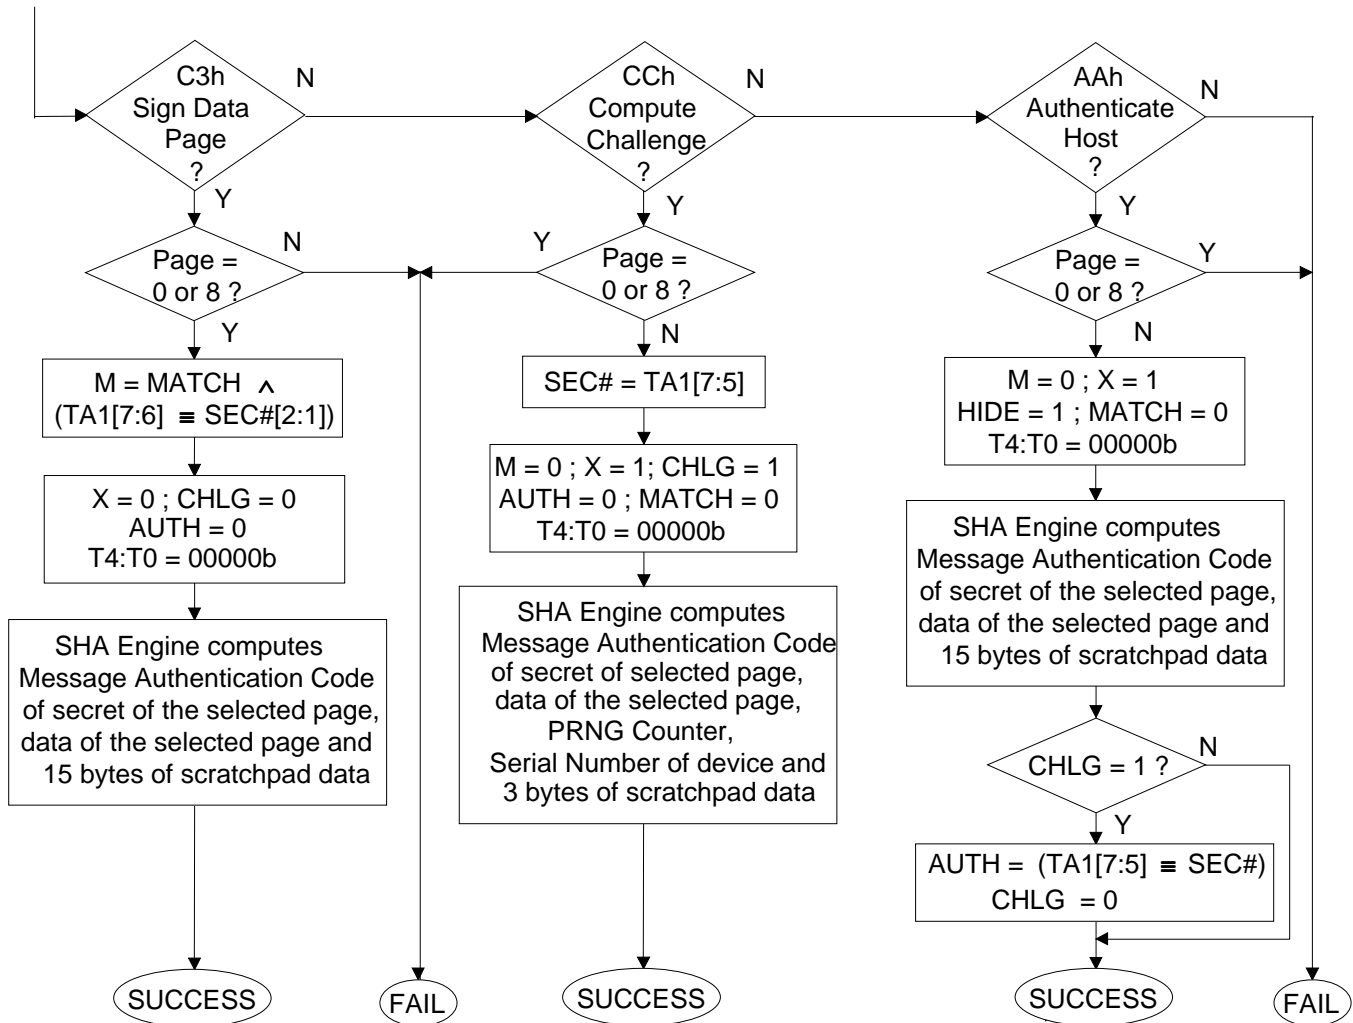 C3h
Sign Data
Page
?
N
Y
CCh
Compute
Challenge
?
N
Y
AAh
Authenticate
Host
?
N
Y
Page =
0 or 8 ?
N
Y
Y
Page =
0 or 8 ?
N
Page =
0 or 8 ?
Y
N
M = MATCH ∧
(TA1[7:6] ≡ SEC#[2:1])
X = 0 ; CHLG = 0
AUTH = 0
T4:T0 = 00000b
SHA Engine computes
Message Authentication Code
of secret of the selected page,
data of the selected page and
15 bytes of scratchpad data
SUCCESS
FAIL
SEC# = TA1[7:5]
M = 0 ; X = 1; CHLG = 1
AUTH = 0 ; MATCH = 0
T4:T0 = 00000b
SHA Engine computes
Message Authentication Code
of secret of selected page,
data of the selected page,
PRNG Counter,
Serial Number of device and
3 bytes of scratchpad data
SUCCESS
M = 0 ; X = 1
HIDE = 1 ; MATCH = 0
T4:T0 = 00000b
SHA Engine computes
Message Authentication Code
of secret of the selected page,
data of the selected page and
15 bytes of scratchpad data
CHLG = 1 ?
N
Y
AUTH = (TA1[7:5] ≡ SEC#)
CHLG = 0
SUCCESS
FAIL